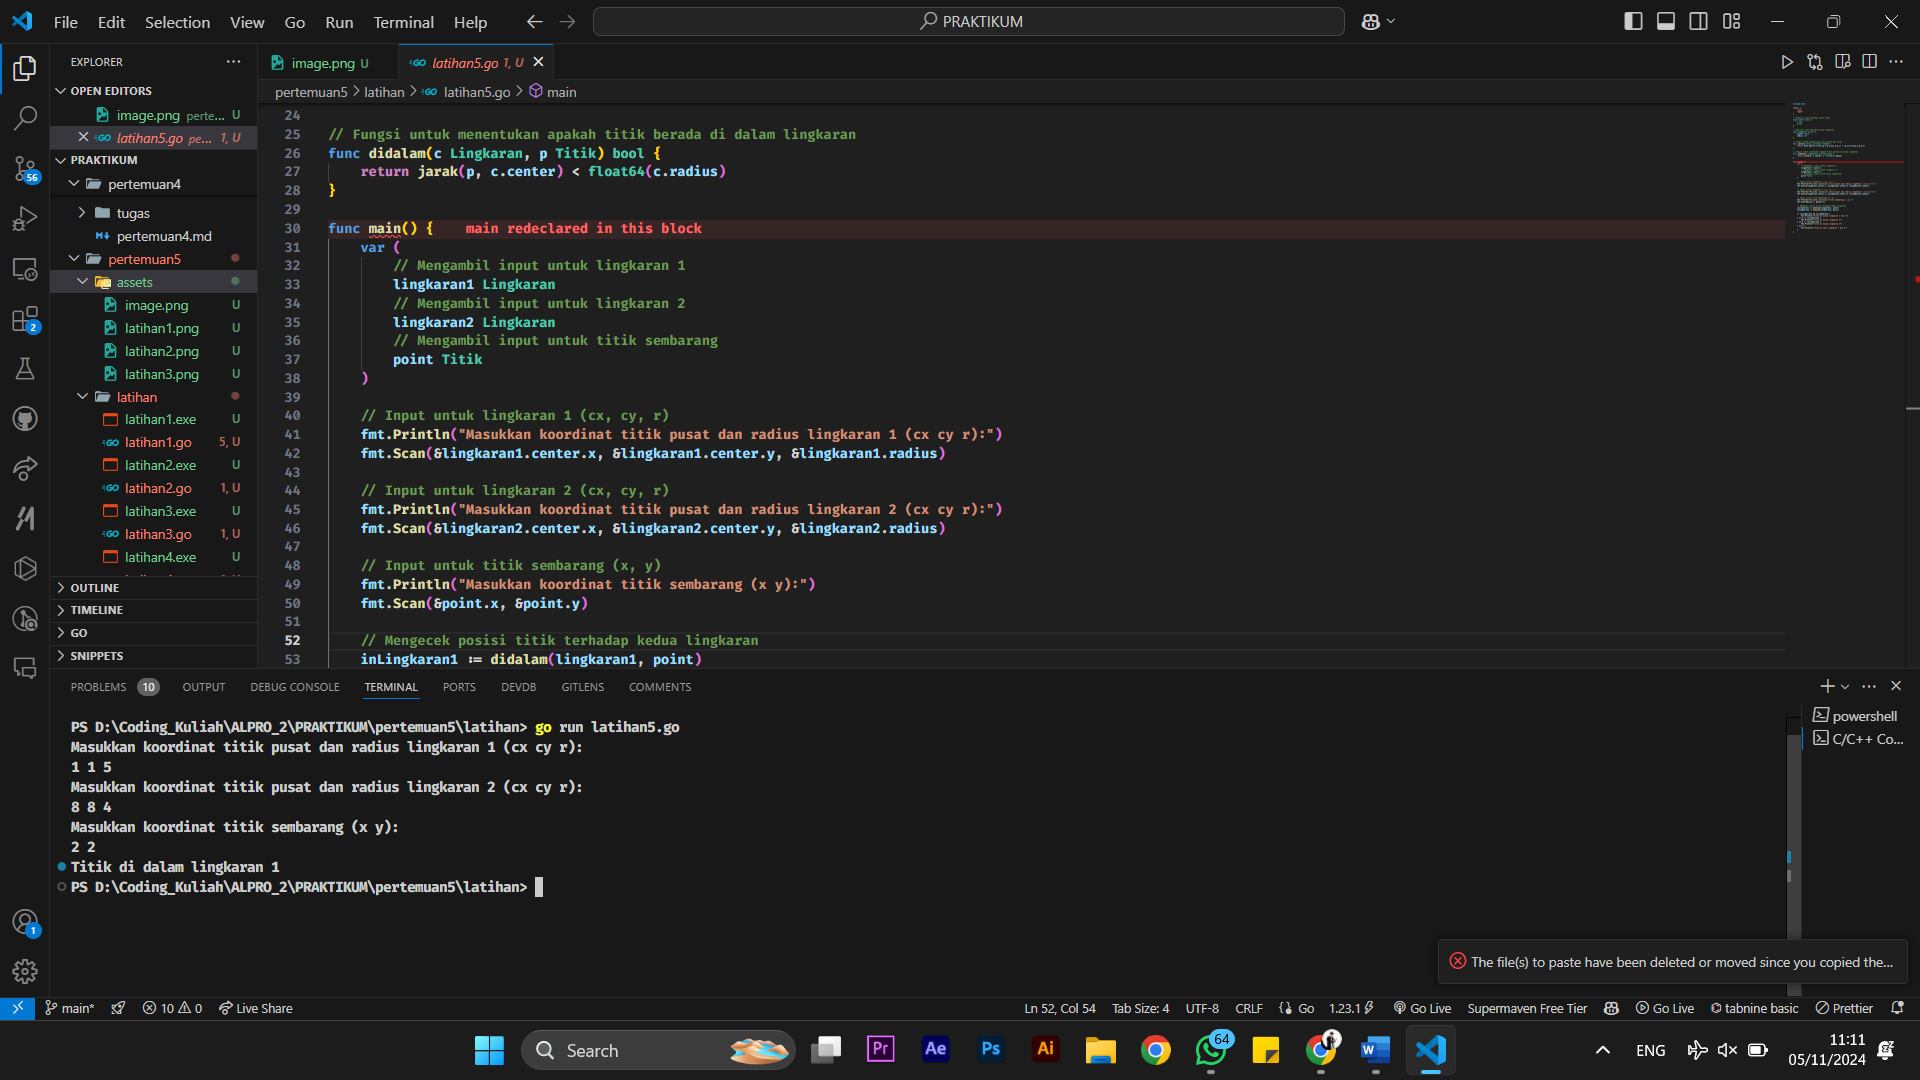 File Edit Selection View Go Run Terminal Help
PRAKTIKUM
EXPLORER
OPEN EDITORS
image.png perte... U
latihan5.go pe... 1, U
PRAKTIKUM
pertemuan4
tugas
pertemuan4.md
pertemuan5
assets
image.png U
latihan1.png U
latihan2.png U
latihan3.png U
latihan
latihan1.exe U
latihan1.go 5, U
latihan2.exe U
latihan2.go 1, U
latihan3.exe U
latihan3.go 1, U
latihan4.exe U
OUTLINE
TIMELINE
GO
SNIPPETS
56
2
1
image.png U
latihan5.go 1, U
pertemuan5 > latihan > latihan5.go > main
24
25 // Fungsi untuk menentukan apakah titik berada di dalam lingkaran
26 func didalam(c Lingkaran, p Titik) bool {
27 return jarak(p, c.center) < float64(c.radius)
28 }
29
30 func main() { main redeclared in this block
31 var (
32 // Mengambil input untuk lingkaran 1
33 lingkaran1 Lingkaran
34 // Mengambil input untuk lingkaran 2
35 lingkaran2 Lingkaran
36 // Mengambil input untuk titik sembarang
37 point Titik
38 )
39
40 // Input untuk lingkaran 1 (cx, cy, r)
41 fmt.Println("Masukkan koordinat titik pusat dan radius lingkaran 1 (cx cy r):")
42 fmt.Scan(&lingkaran1.center.x, &lingkaran1.center.y, &lingkaran1.radius)
43
44 // Input untuk lingkaran 2 (cx, cy, r)
45 fmt.Println("Masukkan koordinat titik pusat dan radius lingkaran 2 (cx cy r):")
46 fmt.Scan(&lingkaran2.center.x, &lingkaran2.center.y, &lingkaran2.radius)
47
48 // Input untuk titik sembarang (x, y)
49 fmt.Println("Masukkan koordinat titik sembarang (x y):")
50 fmt.Scan(&point.x, &point.y)
51
52 // Mengecek posisi titik terhadap kedua lingkaran
53 inLingkaran1 := didalam(lingkaran1, point)
PROBLEMS 10 OUTPUT DEBUG CONSOLE TERMINAL PORTS DEVDB GITLENS COMMENTS
PS D:\Coding_Kuliah\ALPRO_2\PRAKTIKUM\pertemuan5\latihan> go run latihan5.go
Masukkan koordinat titik pusat dan radius lingkaran 1 (cx cy r):
1 1 5
Masukkan koordinat titik pusat dan radius lingkaran 2 (cx cy r):
8 8 4
Masukkan koordinat titik sembarang (x y):
2 2
Titik di dalam lingkaran 1
PS D:\Coding_Kuliah\ALPRO_2\PRAKTIKUM\pertemuan5\latihan>
powershell
C/C++ Co...
The file(s) to paste have been deleted or moved since you copied the...
main* 10 0 Live Share Ln 52, Col 54 Tab Size: 4 UTF-8 CRLF Go 1.23.1 Go Live Supermaven Free Tier Go Live tabnine basic Prettier
Search Pr Ae Ps Ai 64 ENG 11:11
05/11/2024